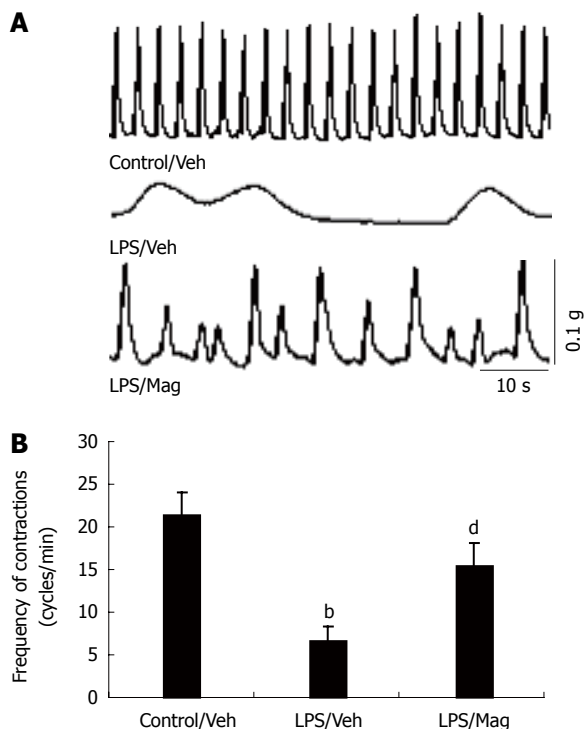 A
Control/Veh
LPS/Veh
LPS/Mag
0.1 g
10 s
B
Frequency of contractions
(cycles/min)
30
25
20
15
10
5
0
b
d
Control/Veh LPS/Veh LPS/Mag